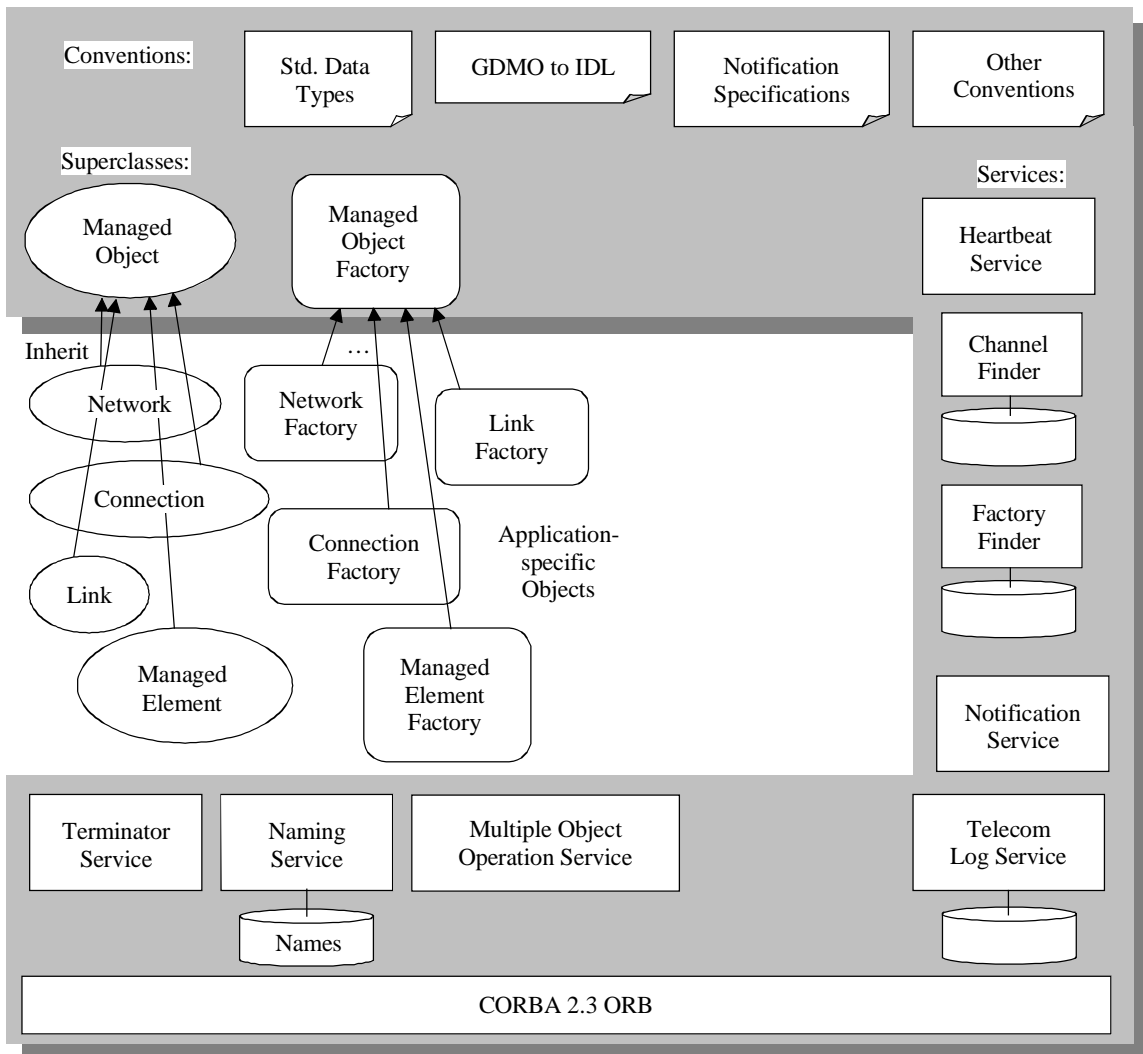 Conventions:
Std. Data
Types
GDMO to IDL
Notification
Specifications
Other
Conventions
Superclasses:
Services:
Managed
Object
Managed
Object
Factory
Heartbeat
Service
Inherit
…
Channel
Finder
Network
Network
Factory
Link
Factory
Connection
Connection
Factory
Application-
specific
Objects
Factory
Finder
Link
Managed
Element
Managed
Element
Factory
Notification
Service
Terminator
Service
Naming
Service
Multiple Object
Operation Service
Telecom
Log Service
Names
CORBA 2.3 ORB